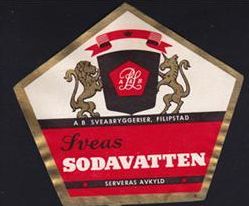 A B
A B SVEABRYGGERIER, FILIPSTAD
Sveas
SODAVATTEN
SERVERAS AVKYLD